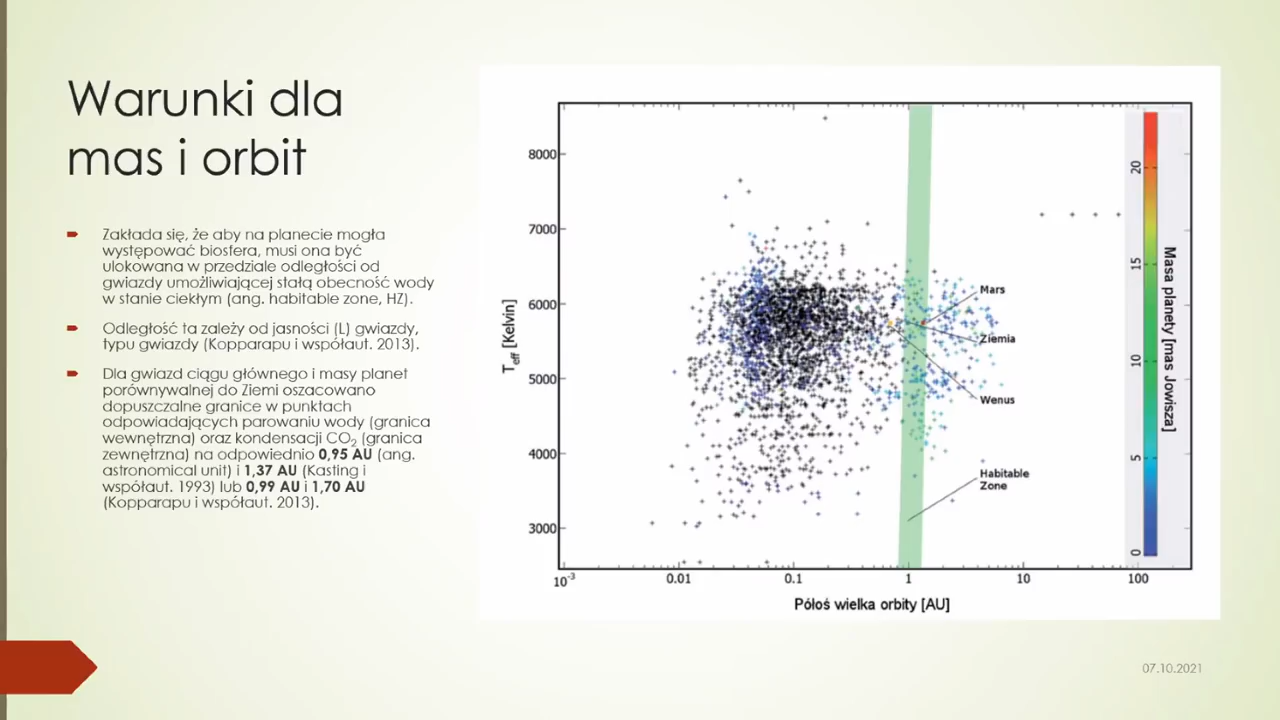 Warunki dla
mas i orbit
Zakłada się, że aby na planecie mogła
występować biosfera, musi ona być
ulokowana w przedziale odległości od
gwiazdy umożliwiającej stałą obecność wody
w stanie ciekłym (ang. habitable zone, HZ).
Odległość ta zależy od jasności (L) gwiazdy,
typu gwiazdy (Kopparapu i współaut. 2013).
Dla gwiazd ciągu głównego i masy planet
porównywalnej do Ziemi oszacowano
dopuszczalne granice w punktach
odpowiadających parowaniu wody (granica
wewnętrzna) oraz kondensacji CO2 (granica
zewnętrzna) na odpowiednio 0,95 AU (ang.
astronomical unit) i 1,37 AU (Kasting i
współaut. 1993) lub 0,99 AU i 1,70 AU
(Kopparapu i współaut. 2013).
Teff [Kelvin]
8000
7000
6000
5000
4000
3000
10-3
0.01
0.1
1
10
100
Półoś wielka orbity [AU]
Mars
Ziemia
Wenus
Habitable
Zone
20
15
10
5
0
Masa planety [mas Jowisza]
07.10.2021